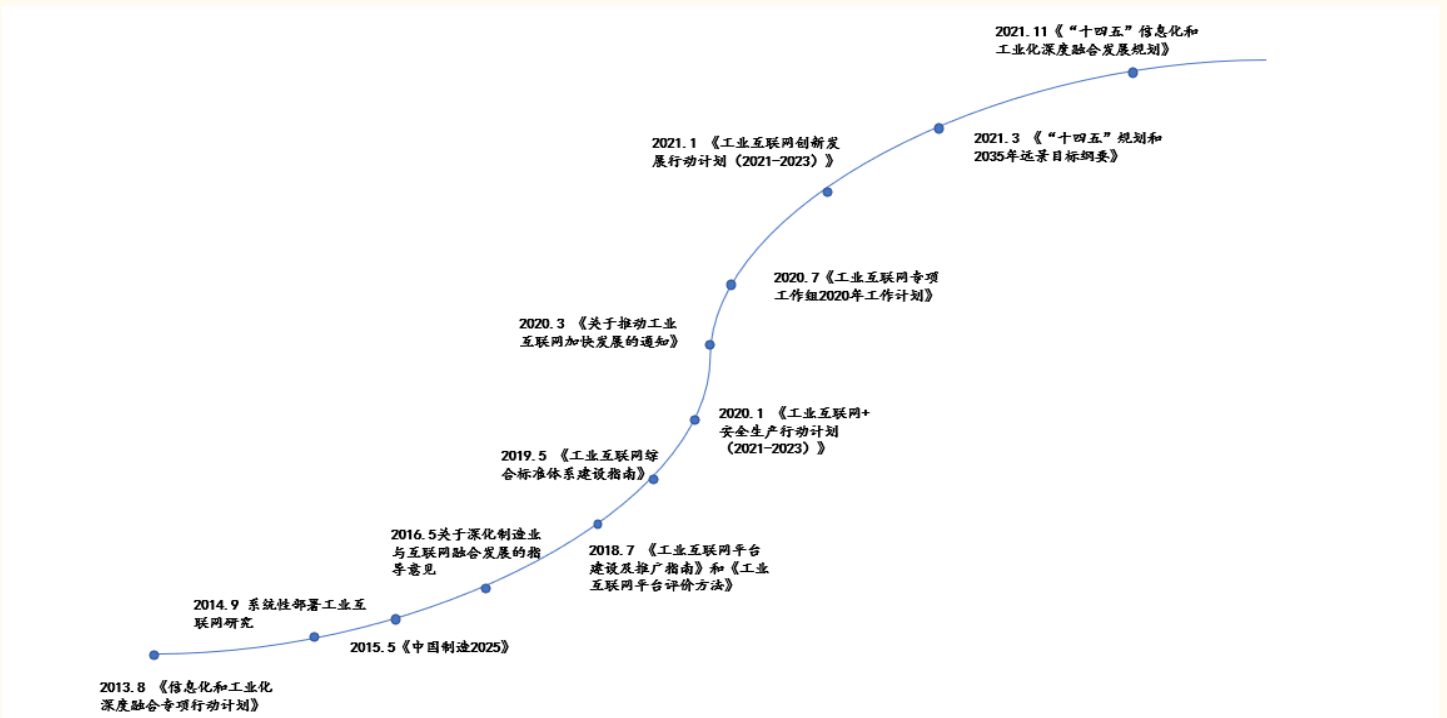 2021.11《“十四五”信息化和
工业化深度融合发展规划》
2021.1 《工业互联网创新发
展行动计划（2021-2023）》
2021.3 《“十四五”规划和
2035年远景目标纲要》
2020.7《工业互联网专项
工作组2020年工作计划》
2020.3 《关于推动工业
互联网加快发展的通知》
2020.1 《工业互联网+
安全生产行动计划
（2021-2023）》
2019.5 《工业互联网综
合标准体系建设指南》
2016.5关于深化制造业
与互联网融合发展的指
导意见
2018.7 《工业互联网平台
建设及推广指南》和《工业
互联网平台评价方法》
2014.9 系统性部署工业互
联网研究
2015.5《中国制造2025》
2013.8 《信息化和工业化
深度融合专项行动计划》